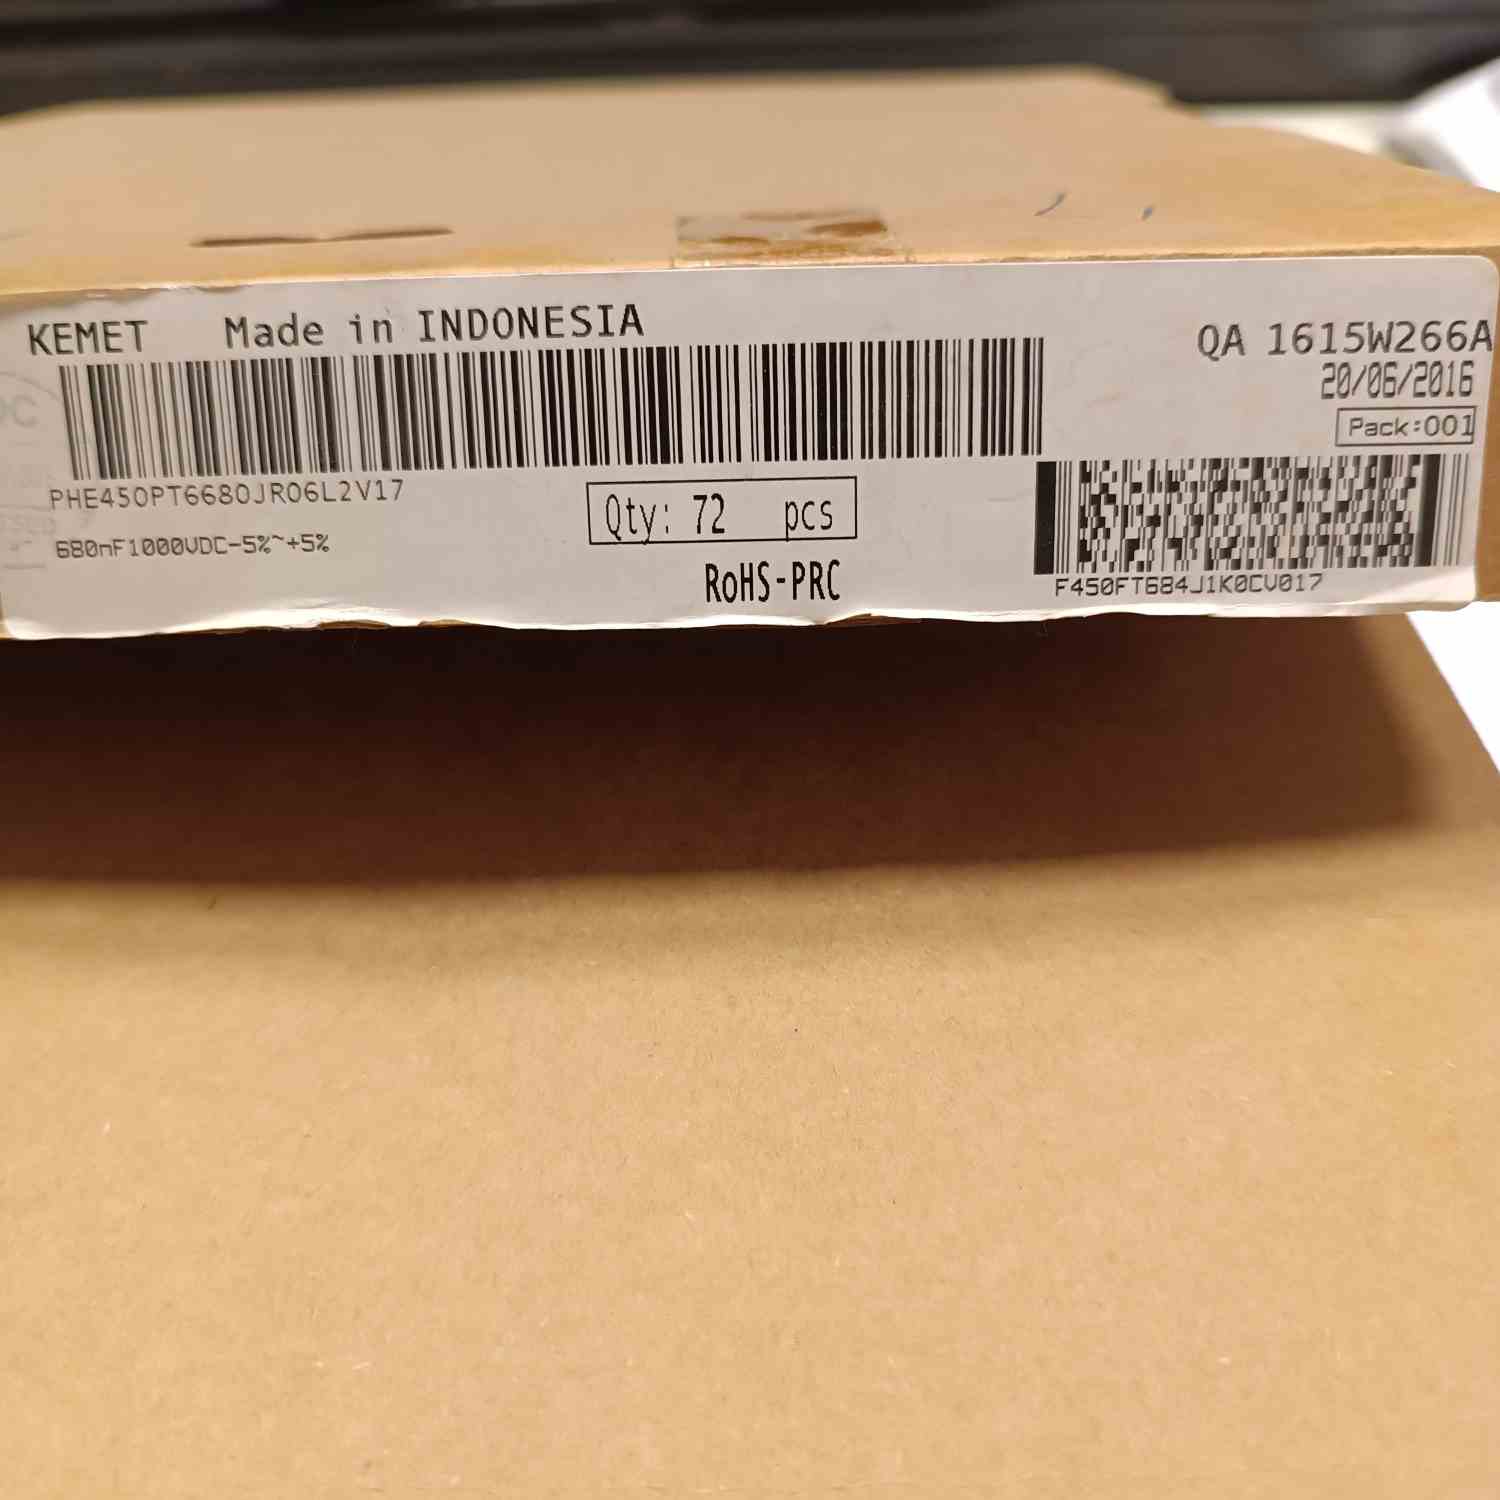 KEMET Made in INDONESIA
QA 1615W266A
20/06/2016
Pack:001
PHE450PT6680JR06L2V17
680nF1000VDC-5%~+5%
Qty: 72 pcs
RoHS-PRC
F450FT684J1K0CV017